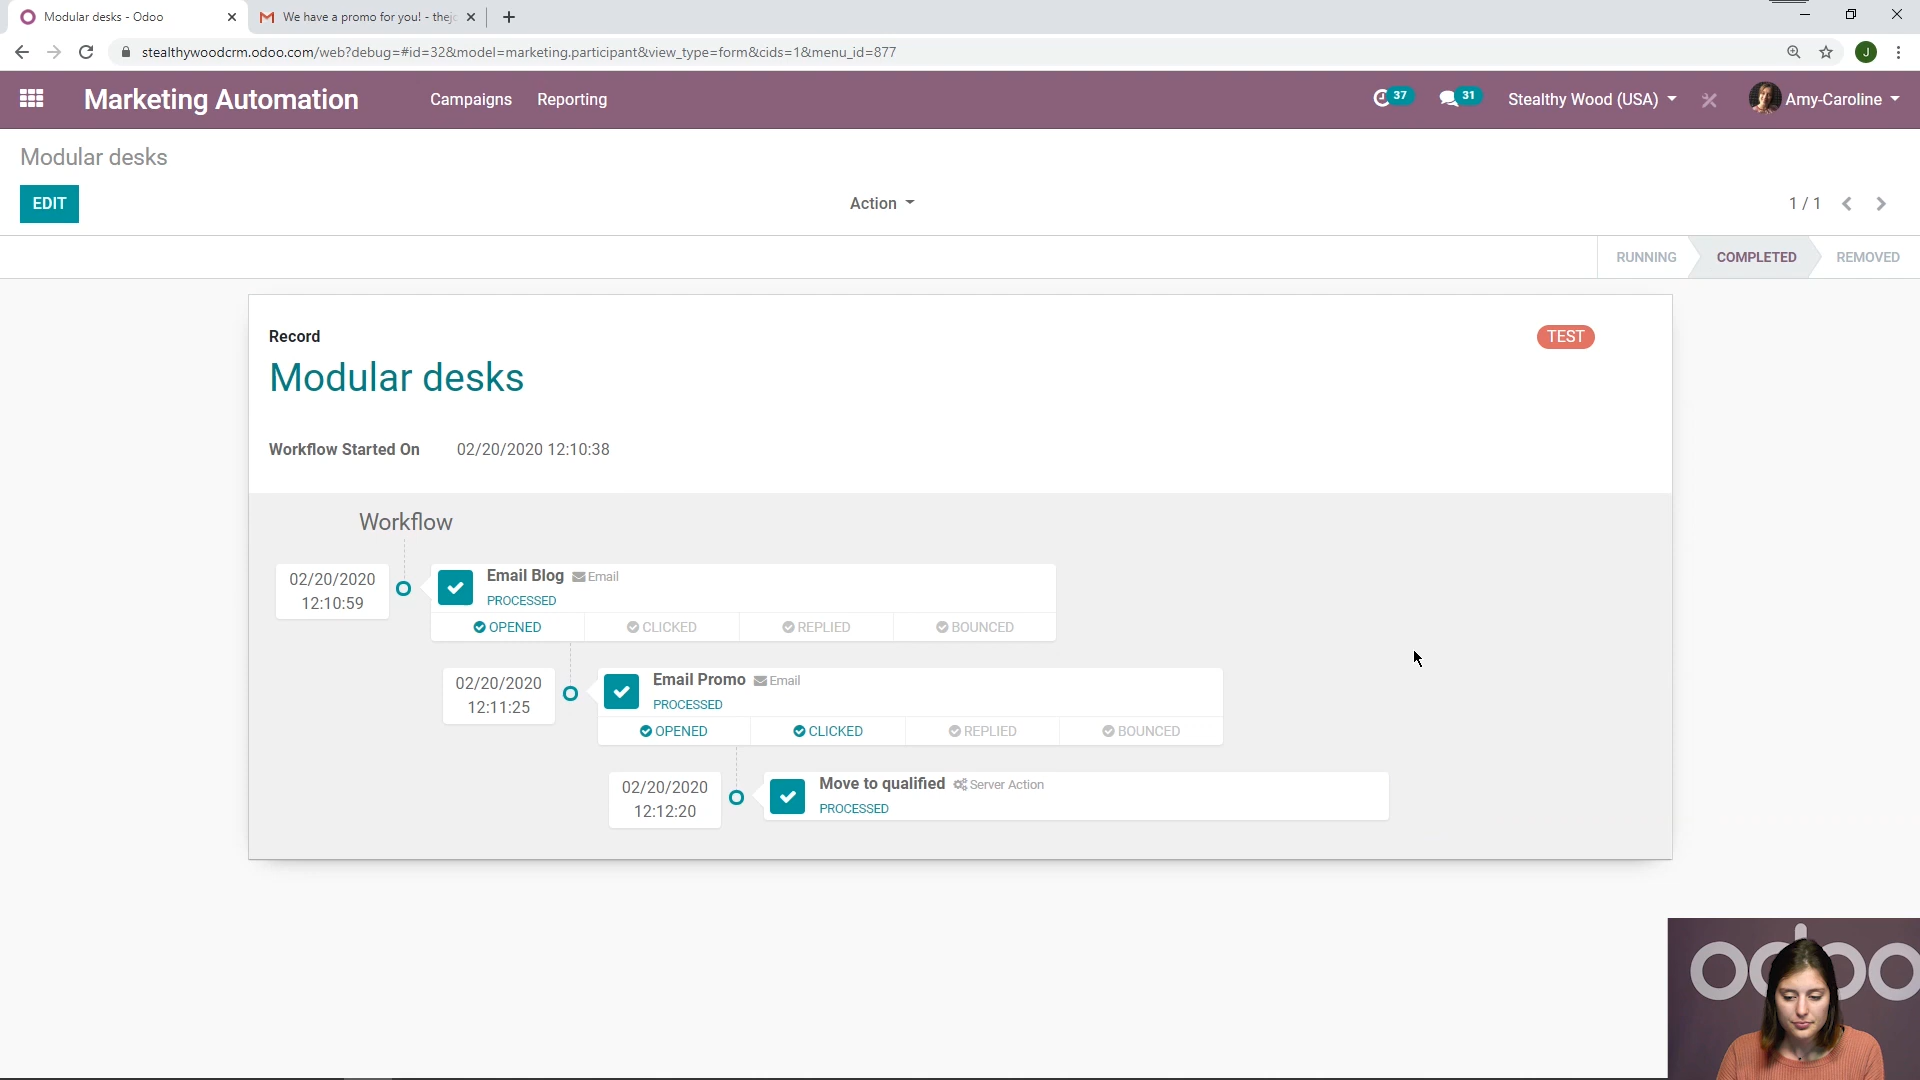 Modular desks - Odoo
We have a promo for you! - thejo
stealthywoodcrm.odoo.com/web?debug=#id=32&model=marketing.participant&view_type=form&cids=1&menu_id=877
J
Marketing Automation
Campaigns
Reporting
37
31
Stealthy Wood (USA)
Amy-Caroline
Modular desks
EDIT
Action
1 / 1
RUNNING
COMPLETED
REMOVED
Record
TEST
Modular desks
Workflow Started On 02/20/2020 12:10:38
Workflow
02/20/2020
12:10:59
Email Blog Email
PROCESSED
OPENED CLICKED REPLIED BOUNCED
02/20/2020
12:11:25
Email Promo Email
PROCESSED
OPENED CLICKED REPLIED BOUNCED
02/20/2020
12:12:20
Move to qualified Server Action
PROCESSED
odoo